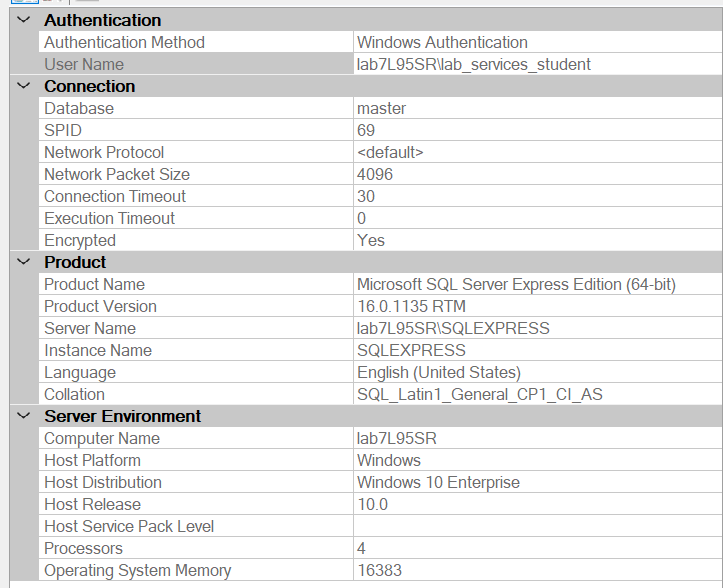 Authentication
Authentication Method Windows Authentication
User Name lab7L95SR\lab_services_student
Connection
Database master
SPID 69
Network Protocol <default>
Network Packet Size 4096
Connection Timeout 30
Execution Timeout 0
Encrypted Yes
Product
Product Name Microsoft SQL Server Express Edition (64-bit)
Product Version 16.0.1135 RTM
Server Name lab7L95SR\SQLEXPRESS
Instance Name SQLEXPRESS
Language English (United States)
Collation SQL_Latin1_General_CP1_CI_AS
Server Environment
Computer Name lab7L95SR
Host Platform Windows
Host Distribution Windows 10 Enterprise
Host Release 10.0
Host Service Pack Level
Processors 4
Operating System Memory 16383